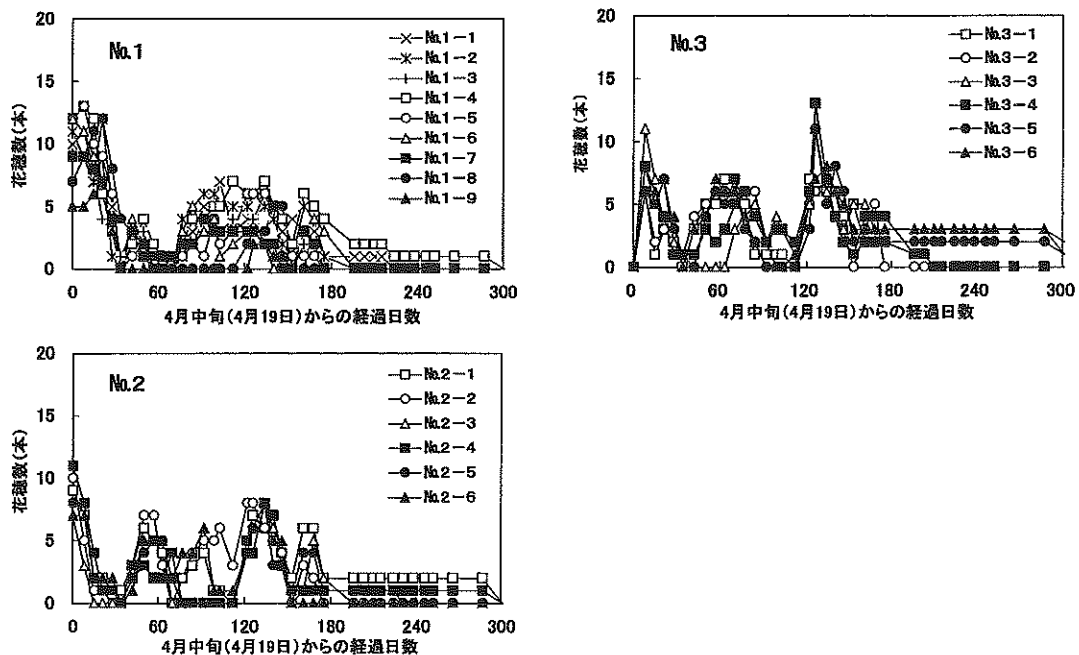 No.1
20
15
10
5
0
花穂数(本)
No.1-1
No.1-2
No.1-3
No.1-4
No.1-5
No.1-6
No.1-7
No.1-8
No.1-9
0 60 120 180 240 300
4月中旬(4月19日)からの経過日数
No.3
20
15
10
5
0
花穂数(本)
No.3-1
No.3-2
No.3-3
No.3-4
No.3-5
No.3-6
0 60 120 180 240 300
4月中旬(4月19日)からの経過日数
No.2
20
15
10
5
0
花穂数(本)
No.2-1
No.2-2
No.2-3
No.2-4
No.2-5
No.2-6
0 60 120 180 240 300
4月中旬(4月19日)からの経過日数